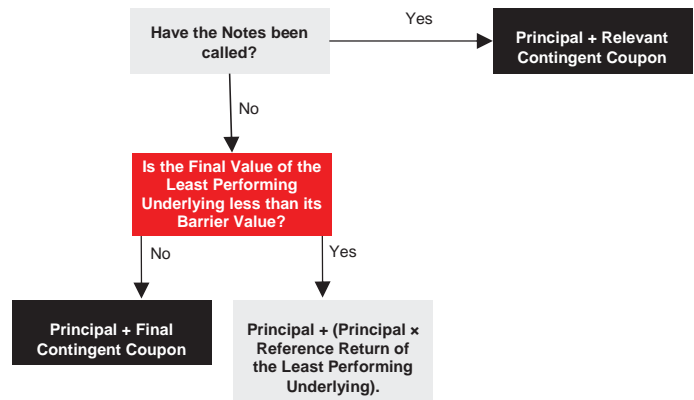 Have the Notes been
called?
Yes
Principal + Relevant
Contingent Coupon
No
Is the Final Value of the
Least Performing
Underlying less than its
Barrier Value?
No
Yes
Principal + Final
Contingent Coupon
Principal + (Principal ×
Reference Return of
the Least Performing
Underlying).